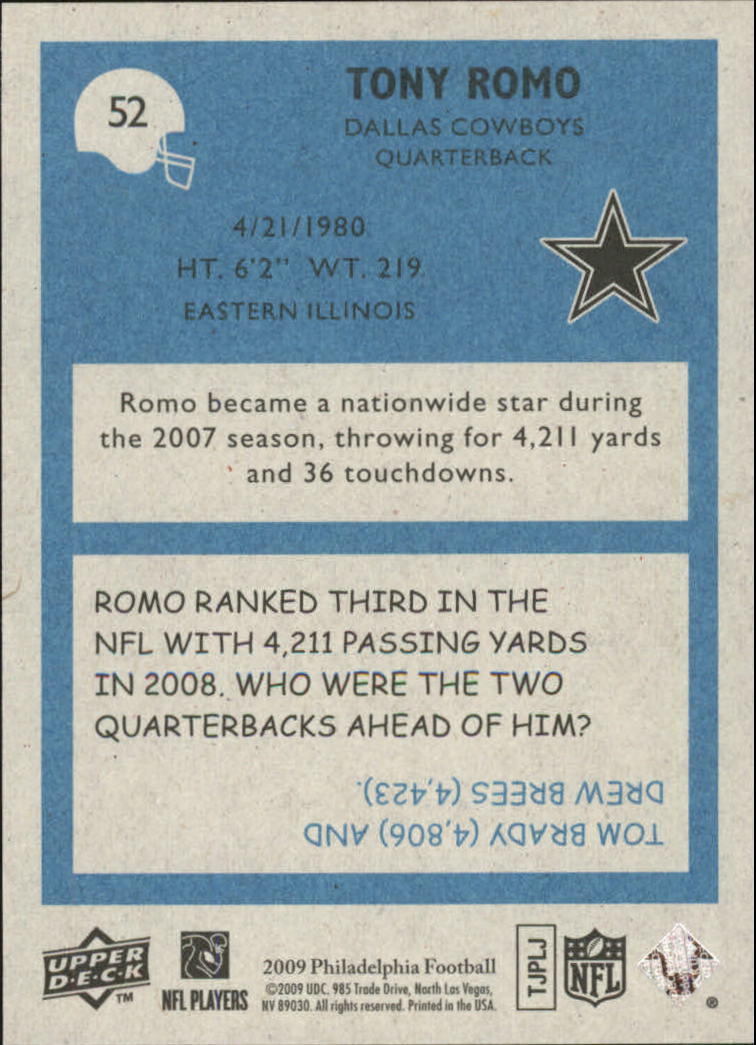 52
TONY ROMO
DALLAS COWBOYS
QUARTERBACK
4/21/1980
HT. 6'2" WT. 219
EASTERN ILLINOIS
Romo became a nationwide star during
the 2007 season, throwing for 4,211 yards
and 36 touchdowns.
ROMO RANKED THIRD IN THE
NFL WITH 4,211 PASSING YARDS
IN 2008. WHO WERE THE TWO
QUARTERBACKS AHEAD OF HIM?
TOM BRADY (4,806) AND
DREW BREES (4,423).
UPPER
D·E·C·K
TM
NFL PLAYERS
2009 Philadelphia Football
©2009 UDC. 985 Trade Drive, North Las Vegas,
NV 89030. All rights reserved. Printed in the USA.
TJPLJ
NFL
®